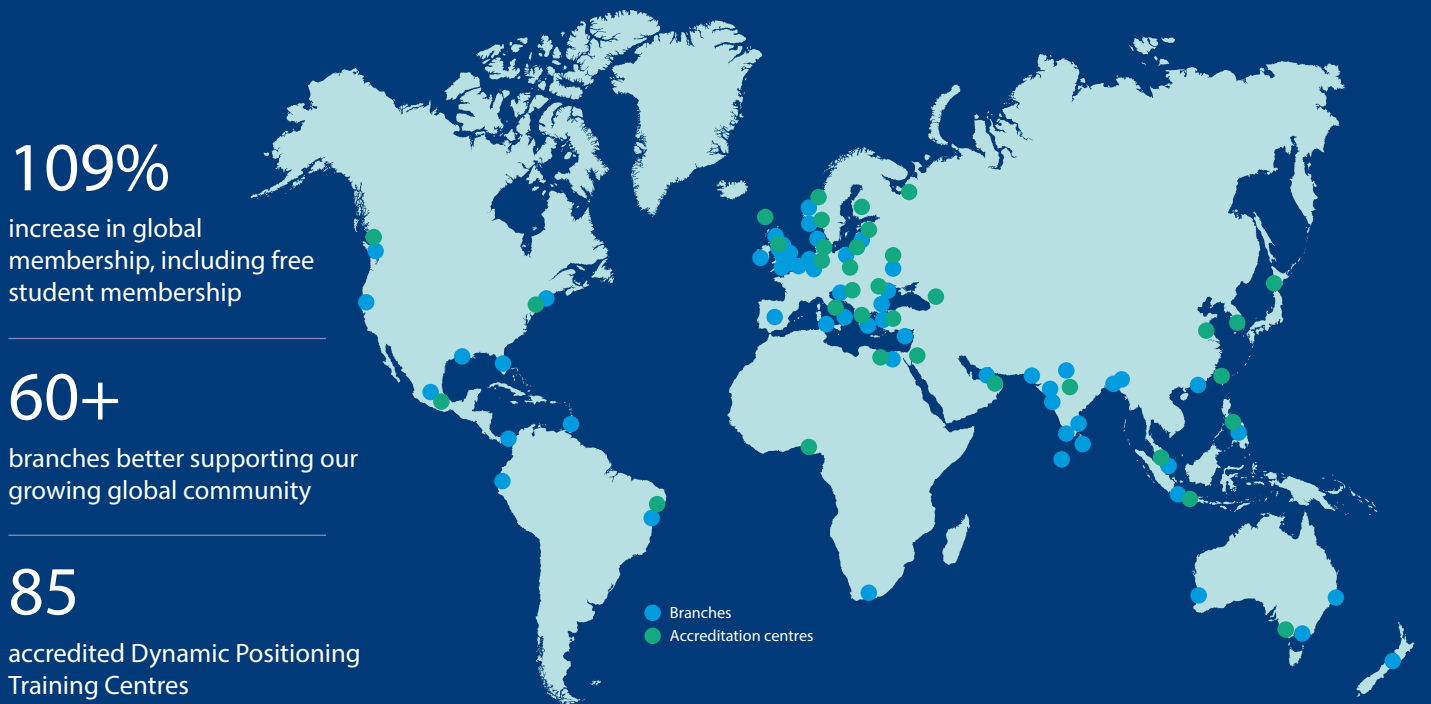 109%
increase in global
membership, including free
student membership
60+
branches better supporting our
growing global community
85
accredited Dynamic Positioning
Training Centres
Branches
Accreditation centres